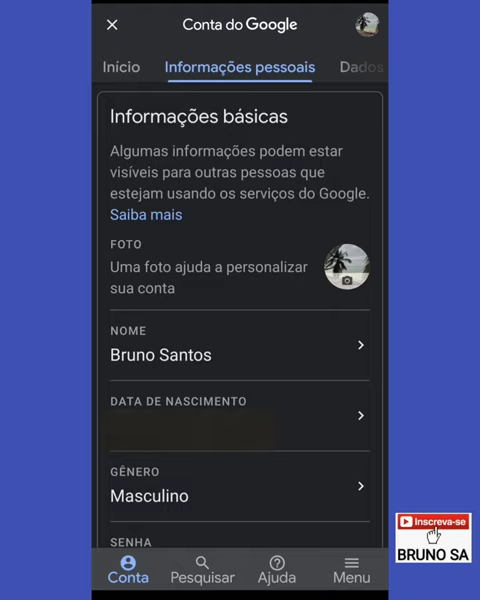 Conta do Google
Início Informações pessoais Dados
Informações básicas
Algumas informações podem estar
visíveis para outras pessoas que
estejam usando os serviços do Google.
Saiba mais
FOTO
Uma foto ajuda a personalizar
sua conta
NOME
Bruno Santos
DATA DE NASCIMENTO
GÊNERO
Masculino
SENHA
Conta Pesquisar Ajuda Menu
Inscreva-se
BRUNO SA